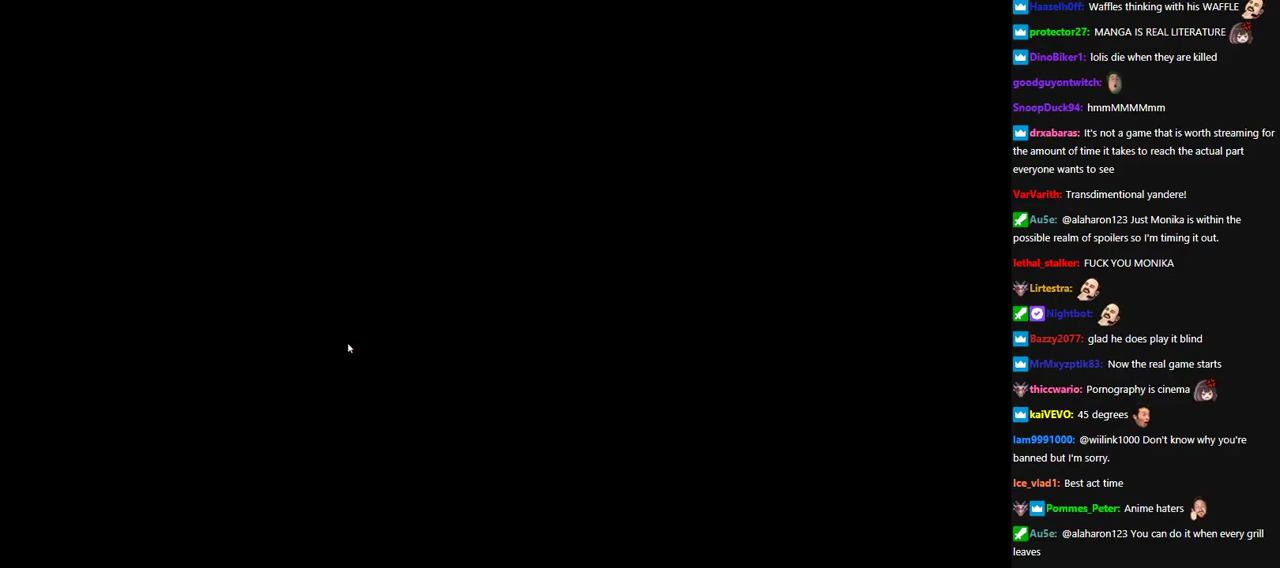 Haaselh0ff: Waffles thinking with his WAFFLE
protector27: MANGA IS REAL LITERATURE
DinoBiker1: lolis die when they are killed
goodguyontwitch:
SnoopDuck94: hmmMMMMmm
drxabaras: It's not a game that is worth streaming for
the amount of time it takes to reach the actual part
everyone wants to see
VarVarith: Transdimentional yandere!
Au5e: @alaharon123 Just Monika is within the
possible realm of spoilers so I'm timing it out.
lethal_stalker: FUCK YOU MONIKA
Lirtestra:
Nightbot:
Bazzy2077: glad he does play it blind
MrMxyzptik83: Now the real game starts
thiccwario: Pornography is cinema
kaiVEVO: 45 degrees
Iam9991000: @wiilink1000 Don't know why you're
banned but I'm sorry.
Ice_vlad1: Best act time
Pommes_Peter: Anime haters
Au5e: @alaharon123 You can do it when every grill
leaves